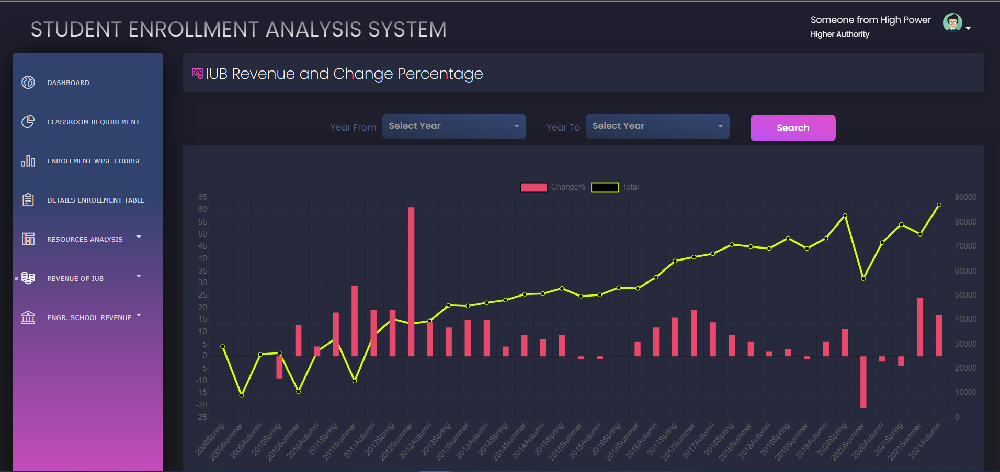 STUDENT ENROLLMENT ANALYSIS SYSTEM
Someone from High Power
Higher Authority
DASHBOARD
CLASSROOM REQUIREMENT
ENROLLMENT WISE COURSE
DETAILS ENROLLMENT TABLE
RESOURCES ANALYSIS
REVENUE OF IUB
ENGR. SCHOOL REVENUE
IUB Revenue and Change Percentage
Year From
Select Year
Year To
Select Year
Search
Change%
Total
65
60
55
50
45
40
35
30
25
20
15
10
5
0
-5
-10
-15
-20
-25
90000
80000
70000
60000
50000
40000
30000
20000
10000
0
2009Spring
2009Summer
2009Autumn
2010Spring
2010Summer
2010Autumn
2011Spring
2011Summer
2011Autumn
2012Spring
2012Summer
2012Autumn
2013Spring
2013Summer
2013Autumn
2014Spring
2014Summer
2014Autumn
2015Spring
2015Summer
2015Autumn
2016Spring
2016Summer
2016Autumn
2017Spring
2017Summer
2017Autumn
2018Spring
2018Summer
2018Autumn
2019Spring
2019Summer
2019Autumn
2020Spring
2020Summer
2020Autumn
2021Spring
2021Summer
2021Autumn